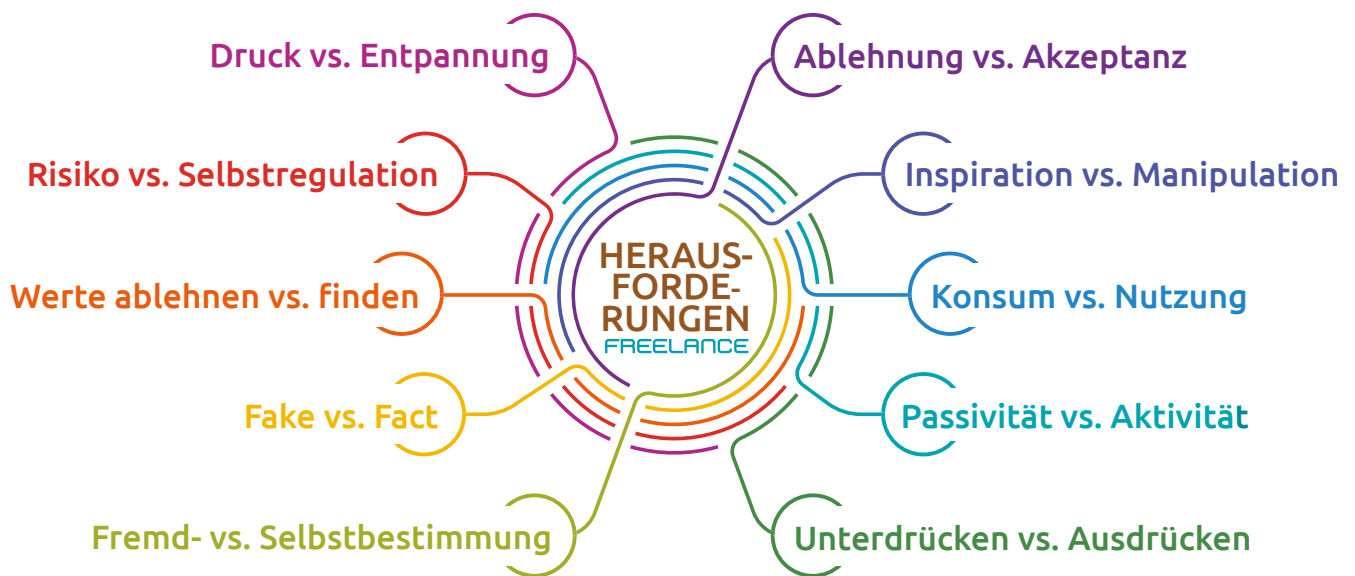 Druck vs. Entpannung
Ablehnung vs. Akzeptanz
Risiko vs. Selbstregulation
Inspiration vs. Manipulation
HERAUS-
FORDE-
RUNGEN
FREELANCE
Werte ablehnen vs. finden
Konsum vs. Nutzung
Fake vs. Fact
Passivität vs. Aktivität
Fremd- vs. Selbstbestimmung
Unterdrücken vs. Ausdrücken